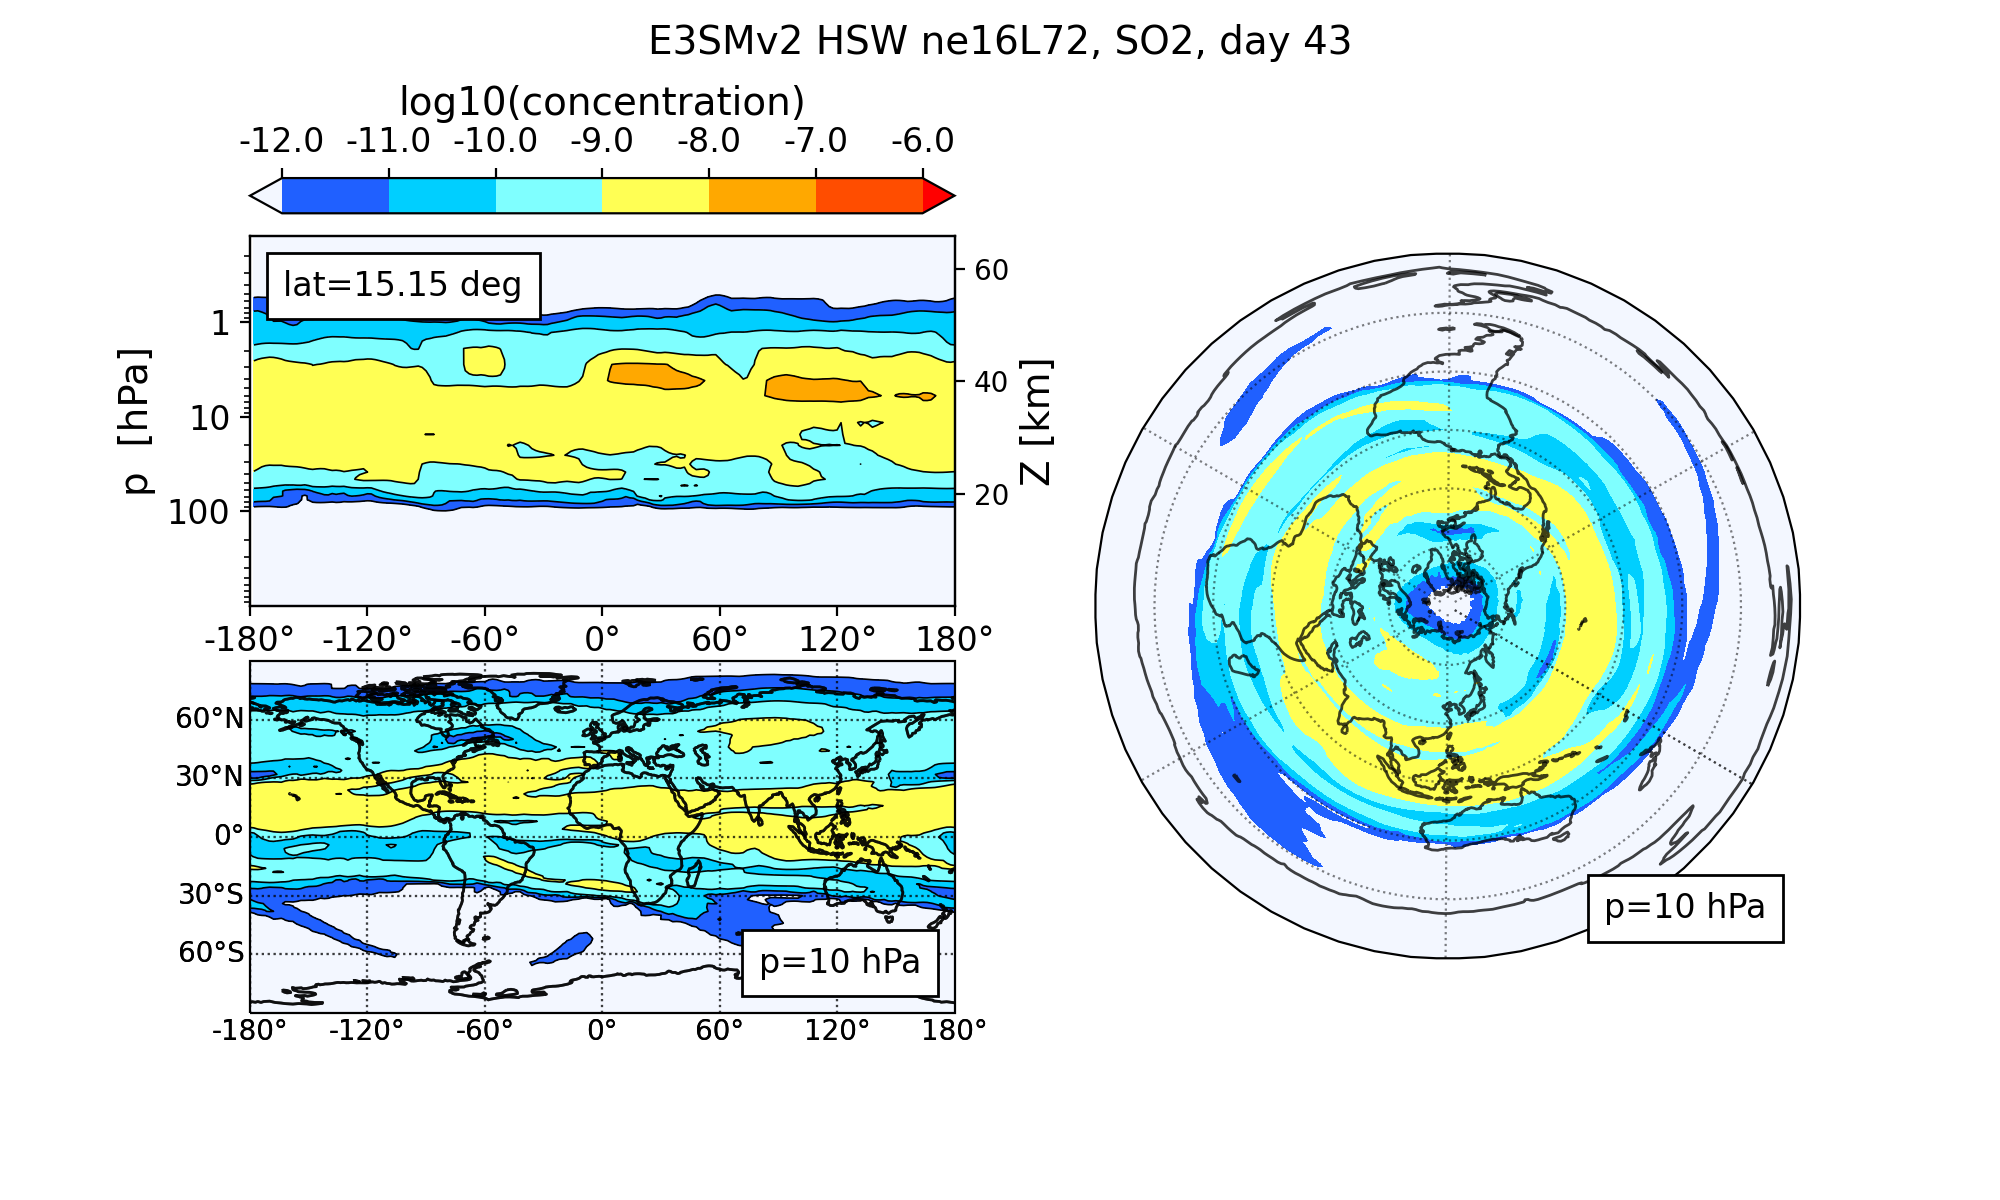 E3SMv2 HSW ne16L72, SO2, day 43
log10(concentration)
-12.0 -11.0 -10.0 -9.0 -8.0 -7.0 -6.0
lat=15.15 deg
p [hPa]
1
10
100
60
40
20
Z [km]
-180° -120° -60° 0° 60° 120° 180°
60°N
30°N
0°
30°S
60°S
p=10 hPa
-180° -120° -60° 0° 60° 120° 180°
p=10 hPa